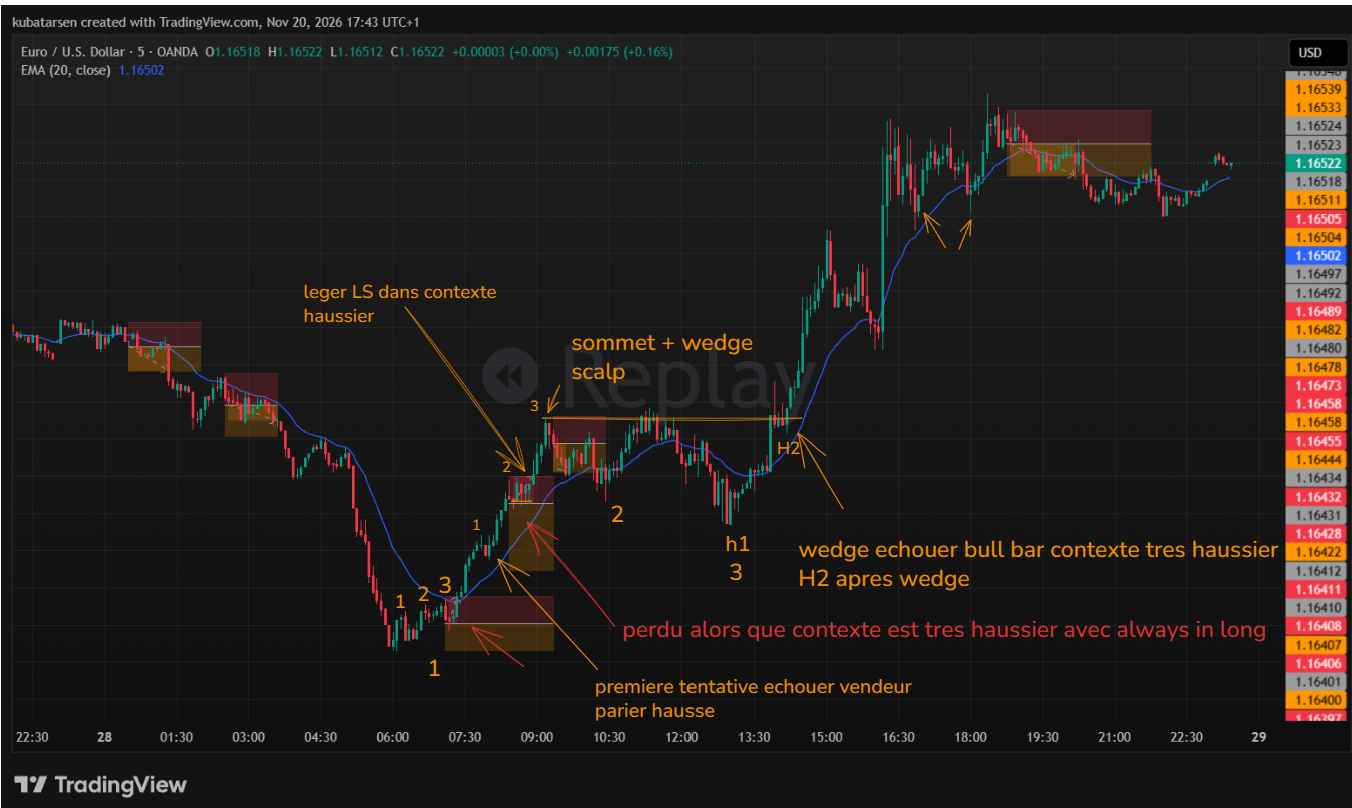 kubatarsen created with TradingView.com, Nov 20, 2026 17:43 UTC+1
Euro / U.S. Dollar · 5 · OANDA O1.16518 H1.16522 L1.16512 C1.16522 +0.00003 (+0.00%) +0.00175 (+0.16%)
USD
EMA (20, close) 1.16502
1.16539
1.16533
1.16524
1.16523
1.16522
1.16518
1.16511
1.16505
1.16504
1.16502
1.16497
1.16492
1.16489
1.16482
1.16480
1.16478
1.16473
1.16458
1.16458
1.16455
1.16444
1.16434
1.16432
1.16431
1.16428
1.16422
1.16412
1.16411
1.16410
1.16408
1.16407
1.16406
1.16401
1.16400
1.16397
leger LS dans contexte
haussier
sommet + wedge
scalp
Replay
3
2
1
H2
2
h1
3
1
2
3
1
wedge echouer bull bar contexte tres haussier
H2 apres wedge
perdu alors que contexte est tres haussier avec always in long
premiere tentative echouer vendeur
parier hausse
22:30 28 01:30 03:00 04:30 06:00 07:30 09:00 10:30 12:00 13:30 15:00 16:30 18:00 19:30 21:00 22:30 29
TradingView